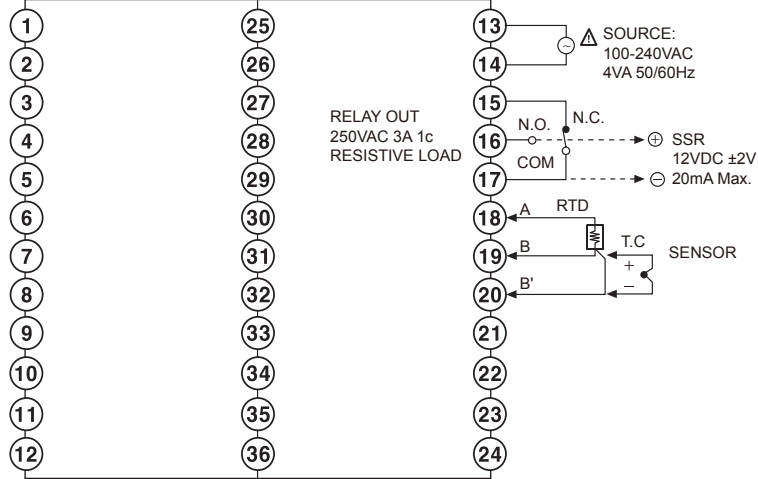 1 25 13
2 26 14
3 27 15
4 28 16
5 29 17
6 30 18
7 31 19
8 32 20
9 33 21
10 34 22
11 35 23
12 36 24
SOURCE:
100-240VAC
4VA 50/60Hz
RELAY OUT
250VAC 3A 1c
RESISTIVE LOAD
N.O.
N.C.
COM
SSR
12VDC ±2V
20mA Max.
A RTD
B
B'
T.C
+
−
SENSOR